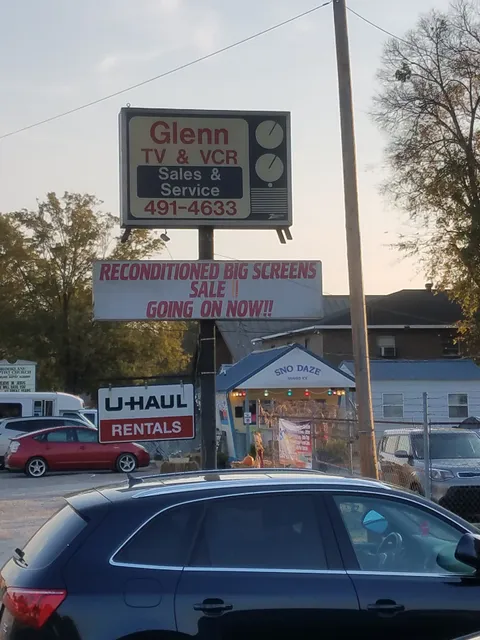 Glenn
TV & VCR
Sales &
Service
491-4633
RECONDITIONED BIG SCREENS
SALE
GOING ON NOW!!
SNO DAZE
U-HAUL
RENTALS